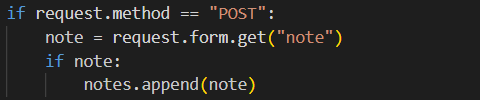 if request.method == "POST":
    note = request.form.get("note")
    if note:
        notes.append(note)